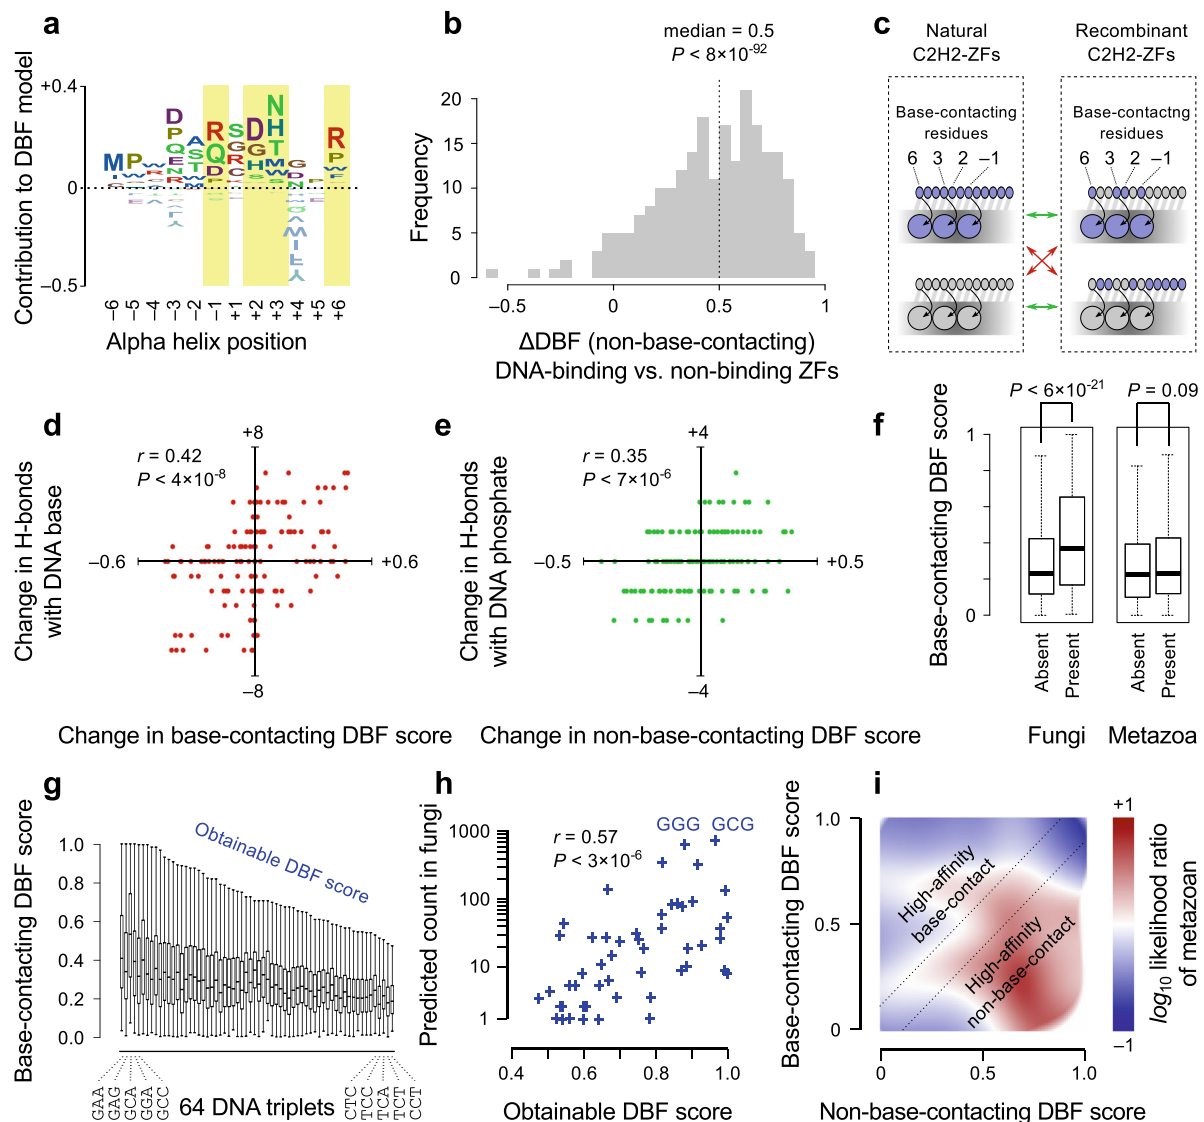 a
Contribution to DBF model
+0.4
0
−0.5
−6 −5 −4 −3 −2 −1 +1 +2 +3 +4 +5 +6
Alpha helix position
b
median = 0.5
P < 8×10-92
Frequency
20
15
10
5
0
−0.5 0 0.5 1
ΔDBF (non-base-contacting)
DNA-binding vs. non-binding ZFs
c
Natural
C2H2-ZFs
Recombinant
C2H2-ZFs
Base-contacting
residues
6 3 2 −1
Base-contactng
residues
6 3 2 −1
d
Change in H-bonds
with DNA base
r = 0.42
P < 4×10-8
+8
−0.6
+0.6
−8
Change in base-contacting DBF score
e
Change in H-bonds
with DNA phosphate
r = 0.35
P < 7×10-6
+4
−0.5
+0.5
−4
Change in non-base-contacting DBF score
f
Base-contacting DBF score
P < 6×10-21
P = 0.09
1
0
Absent
Present
Absent
Present
Fungi
Metazoa
g
Base-contacting DBF score
Obtainable DBF score
1.0
0.8
0.6
0.4
0.2
0.0
GAA
GAG
GCA
GGA
GCC
64 DNA triplets
CTC
TCC
TCA
TCT
CCT
h
Predicted count in fungi
r = 0.57
P < 3×10-6
GGG GCG
1000
100
10
1
0.4 0.6 0.8 1.0
Obtainable DBF score
i
Base-contacting DBF score
1.0
0.5
0
High-affinity
base-contact
High-affinity
non-base-contact
0.0 0.5 1.0
Non-base-contacting DBF score
+1
−1
log10 likelihood ratio
of metazoan